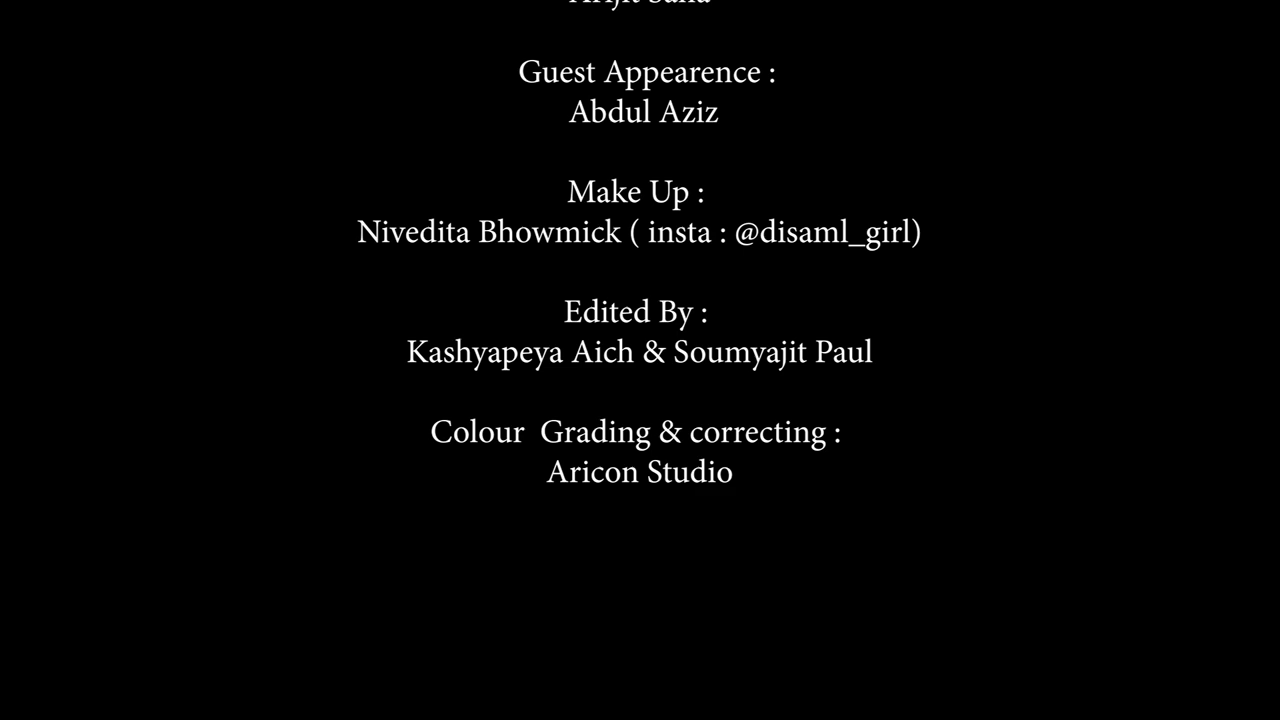 Guest Appearence :
Abdul Aziz
Make Up :
Nivedita Bhowmick ( insta : @disaml_girl)
Edited By :
Kashyapeya Aich & Soumyajit Paul
Colour  Grading & correcting :
Aricon Studio